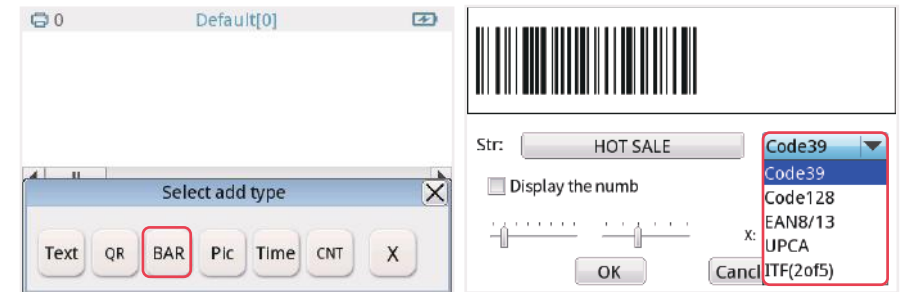 0 Default[0]
Select add type X
Text QR BAR Pic Time CNT X
Str: HOT SALE Code39
Code39
Display the numb
Code128
EAN8/13
X:
UPCA
OK Cancl ITF(2of5)